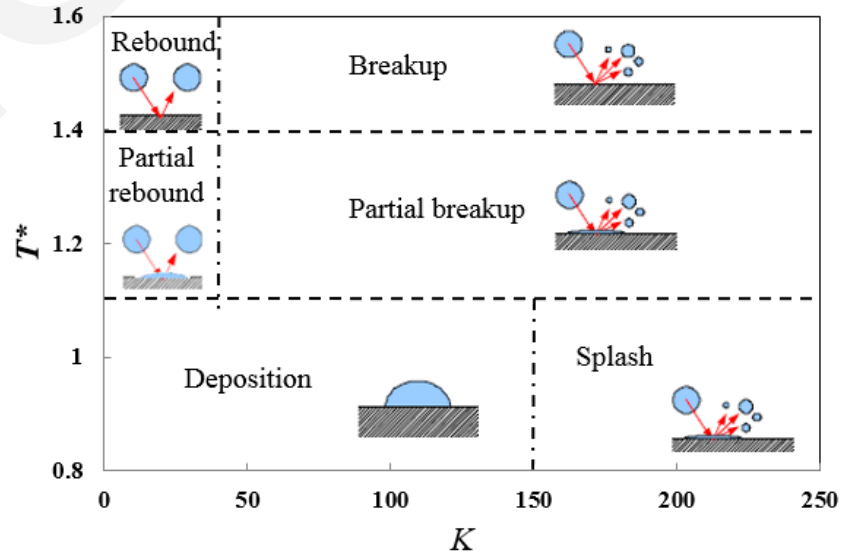 1.6
Rebound
Breakup
1.4
Partial
rebound
Partial breakup
1.2
T*
1
Deposition
Splash
0.8
0 50 100 150 200 250
K